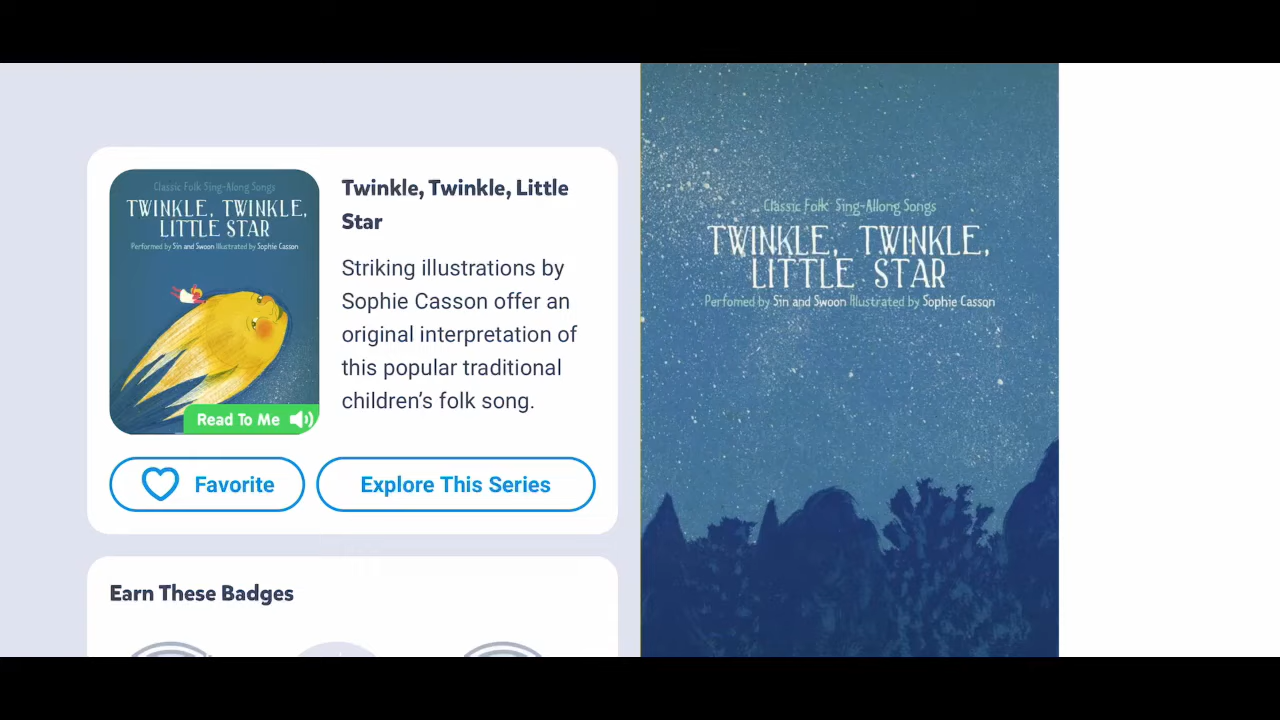 Classic Folk Sing-Along Songs
TWINKLE, TWINKLE,
LITTLE STAR
Performed by Sin and Swoon Illustrated by Sophie Casson
Read To Me
Twinkle, Twinkle, Little
Star
Striking illustrations by
Sophie Casson offer an
original interpretation of
this popular traditional
children’s folk song.
Favorite
Explore This Series
Earn These Badges
Classic Folk Sing-Along Songs
TWINKLE, TWINKLE,
LITTLE STAR
Perfomed by Sin and Swoon Illustrated by Sophie Casson